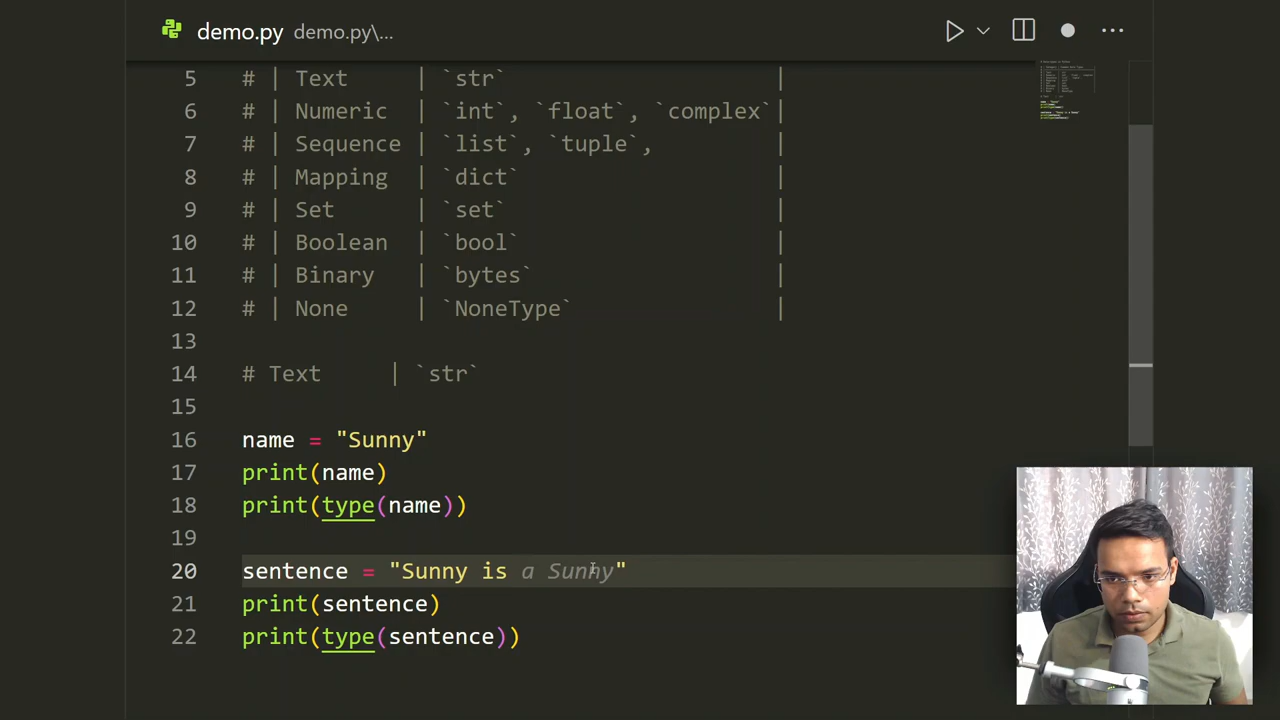 demo.py demo.py\...
5 # | Text | `str` |
6 # | Numeric | `int`, `float`, `complex`|
7 # | Sequence | `list`, `tuple`, |
8 # | Mapping | `dict` |
9 # | Set | `set` |
10 # | Boolean | `bool` |
11 # | Binary | `bytes` |
12 # | None | `NoneType` |
13
14 # Text | `str`
15
16 name = "Sunny"
17 print(name)
18 print(type(name))
19
20 sentence = "Sunny is a Sunny"
21 print(sentence)
22 print(type(sentence))